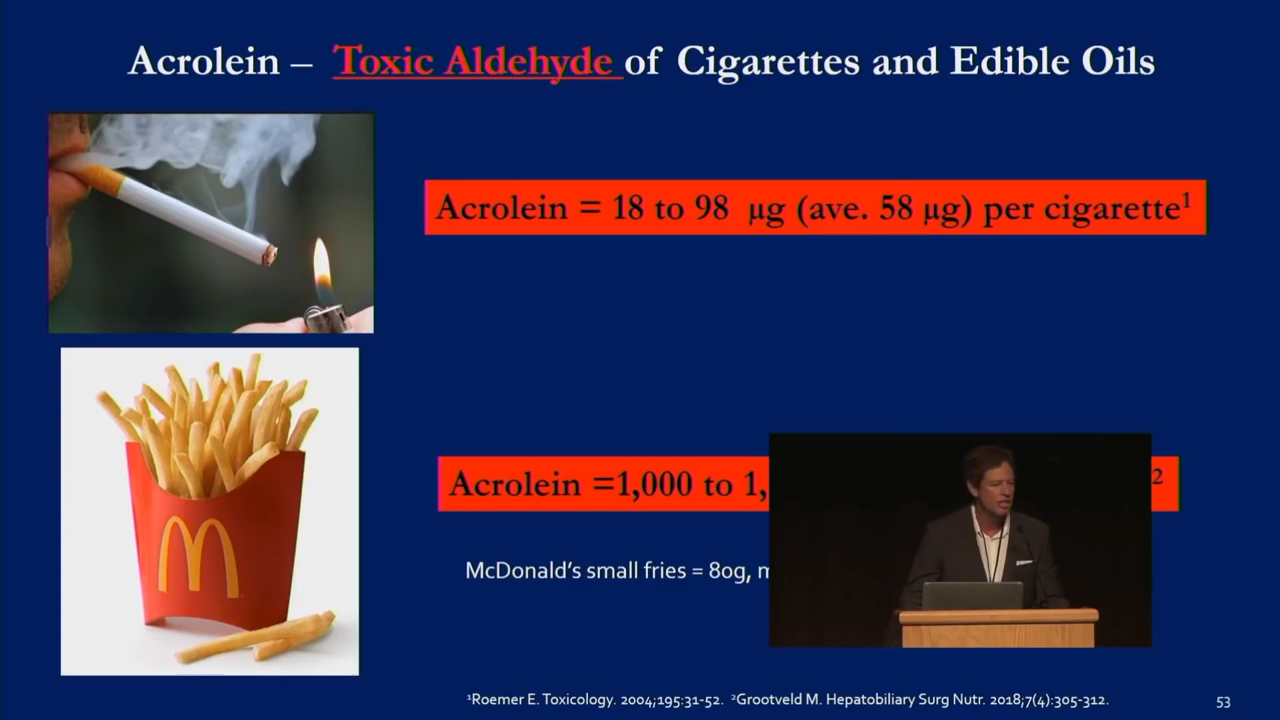 Acrolein – Toxic Aldehyde of Cigarettes and Edible Oils
Acrolein = 18 to 98 µg (ave. 58 µg) per cigarette¹
Acrolein =1,000 to 1, ²
McDonald's small fries = 80g, m
¹Roemer E. Toxicology. 2004;195:31-52. ²Grootveld M. Hepatobiliary Surg Nutr. 2018;7(4):305-312.
53